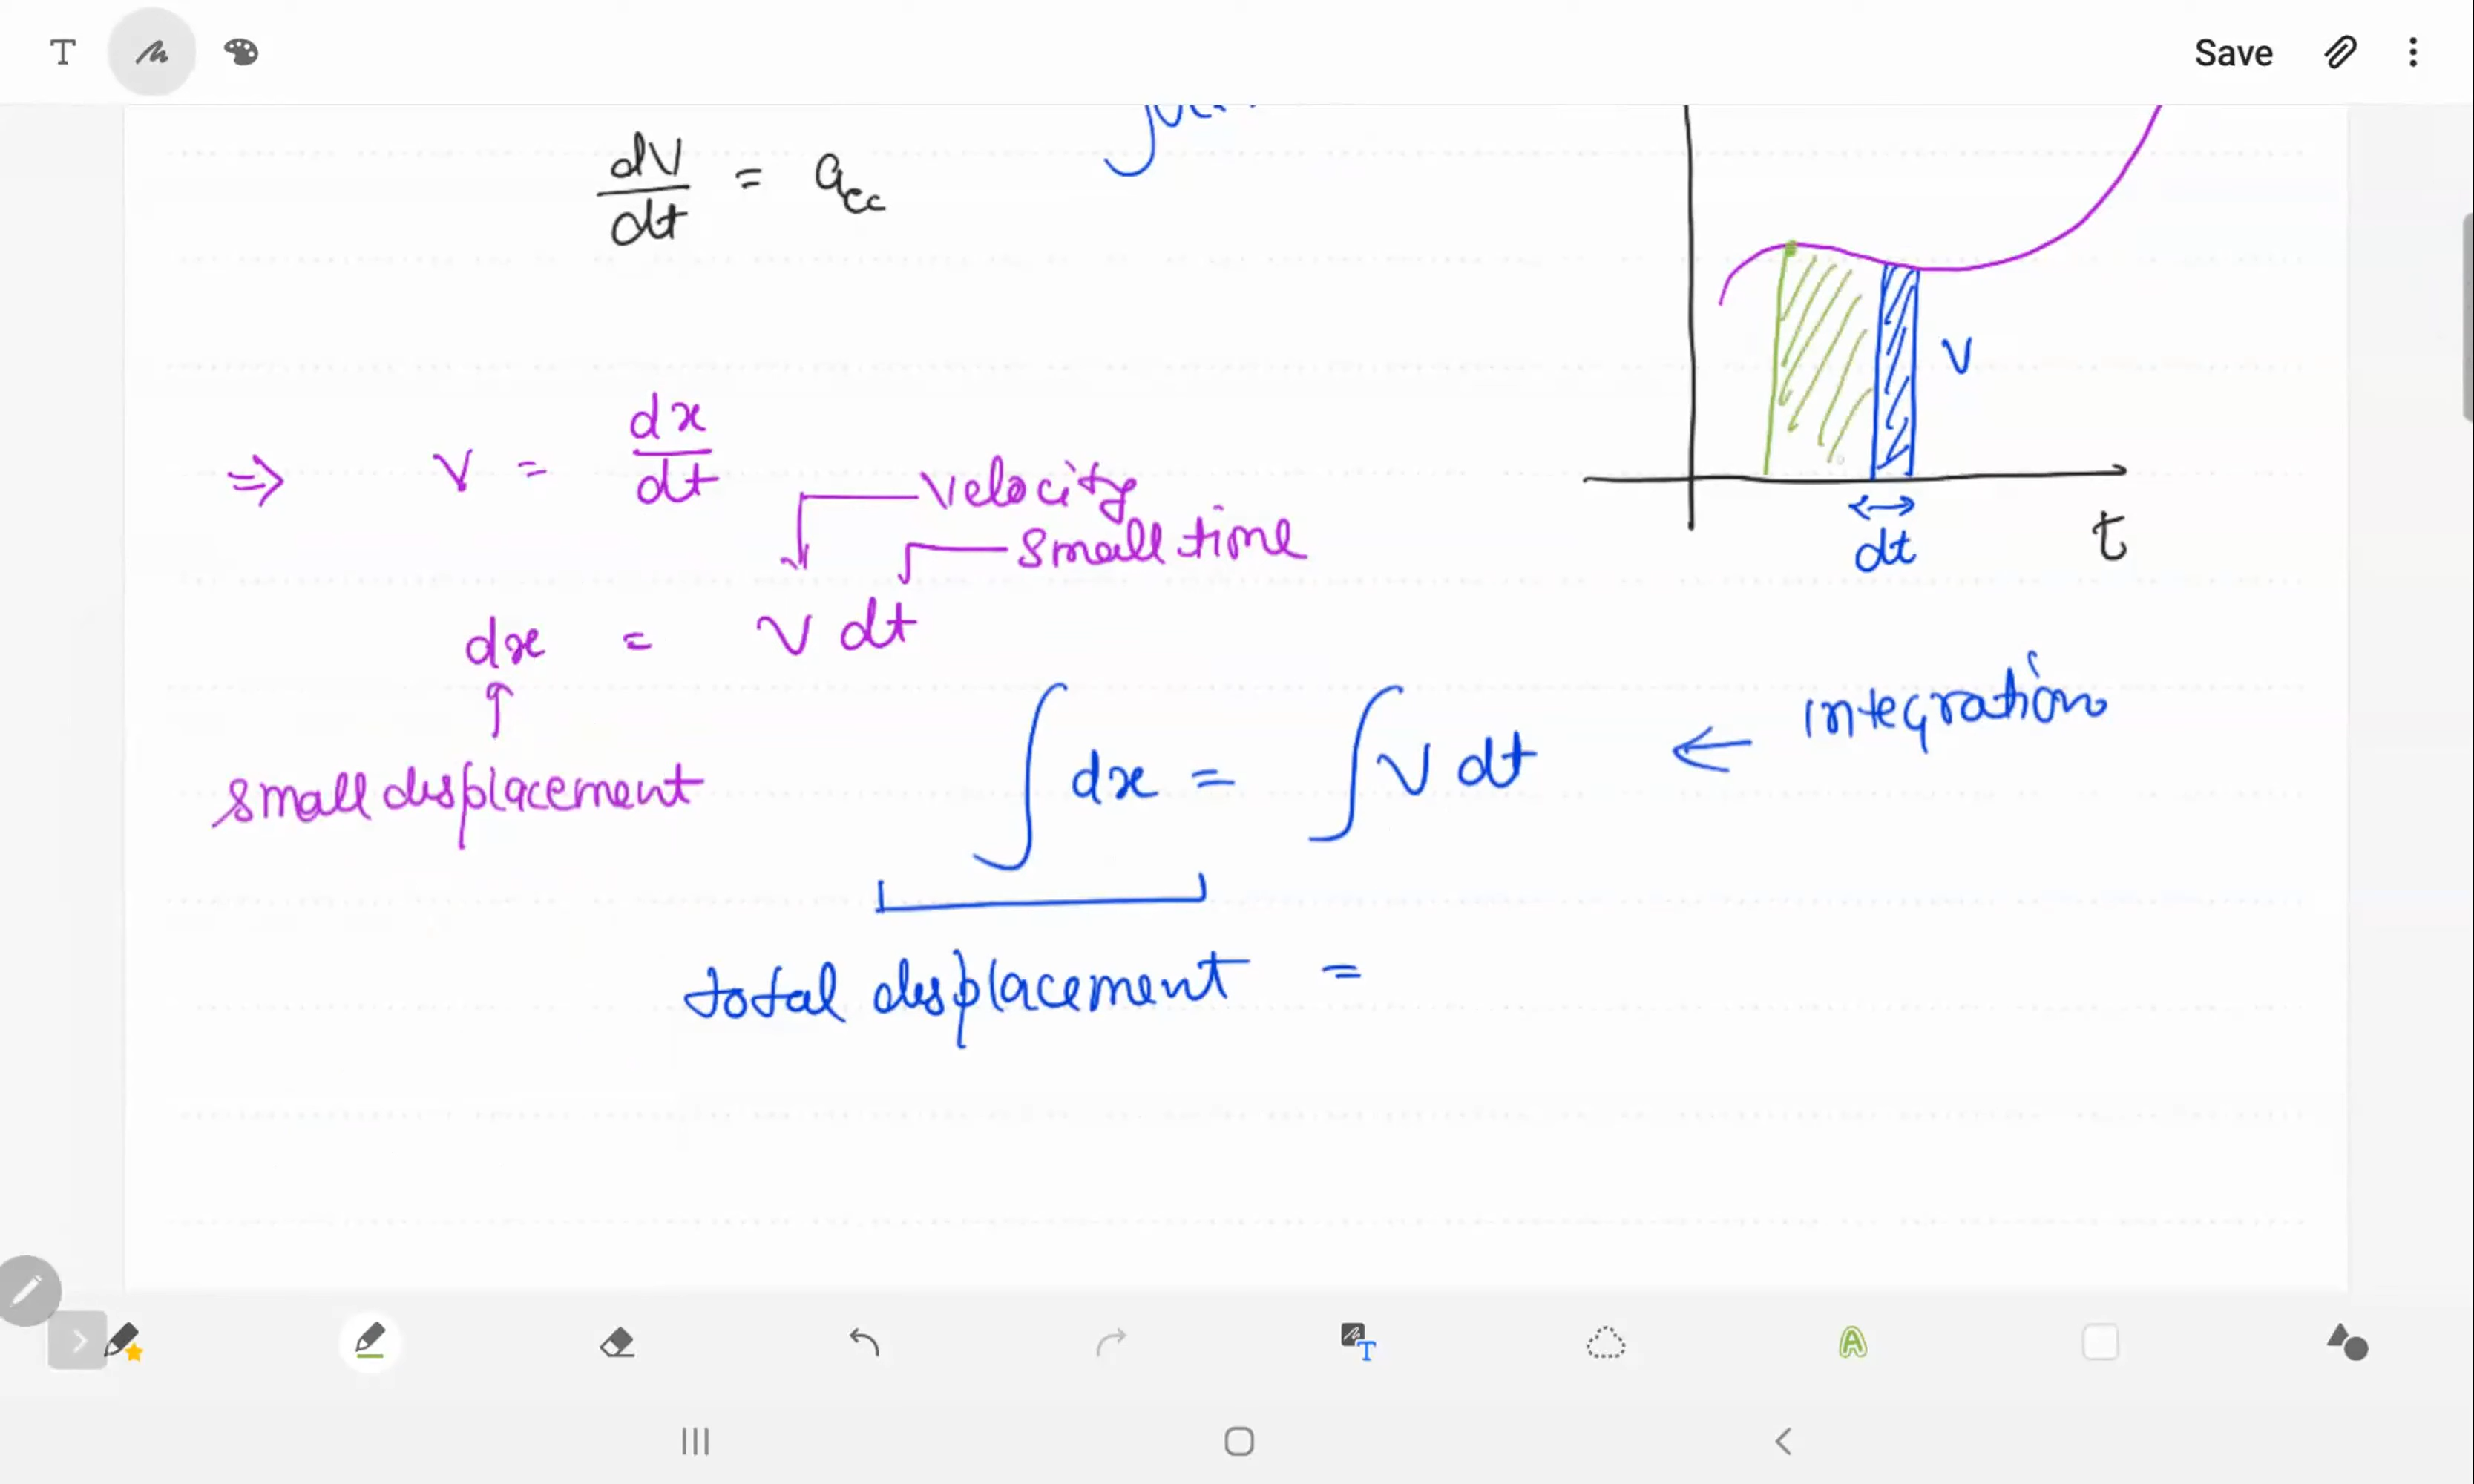 T
Save
dV/dt = acc
V
⇒ v = dx/dt
velocity
small time
dt
t
dx = v dt
integration
small displacement
∫dx = ∫v dt ←
total displacement =
T
A